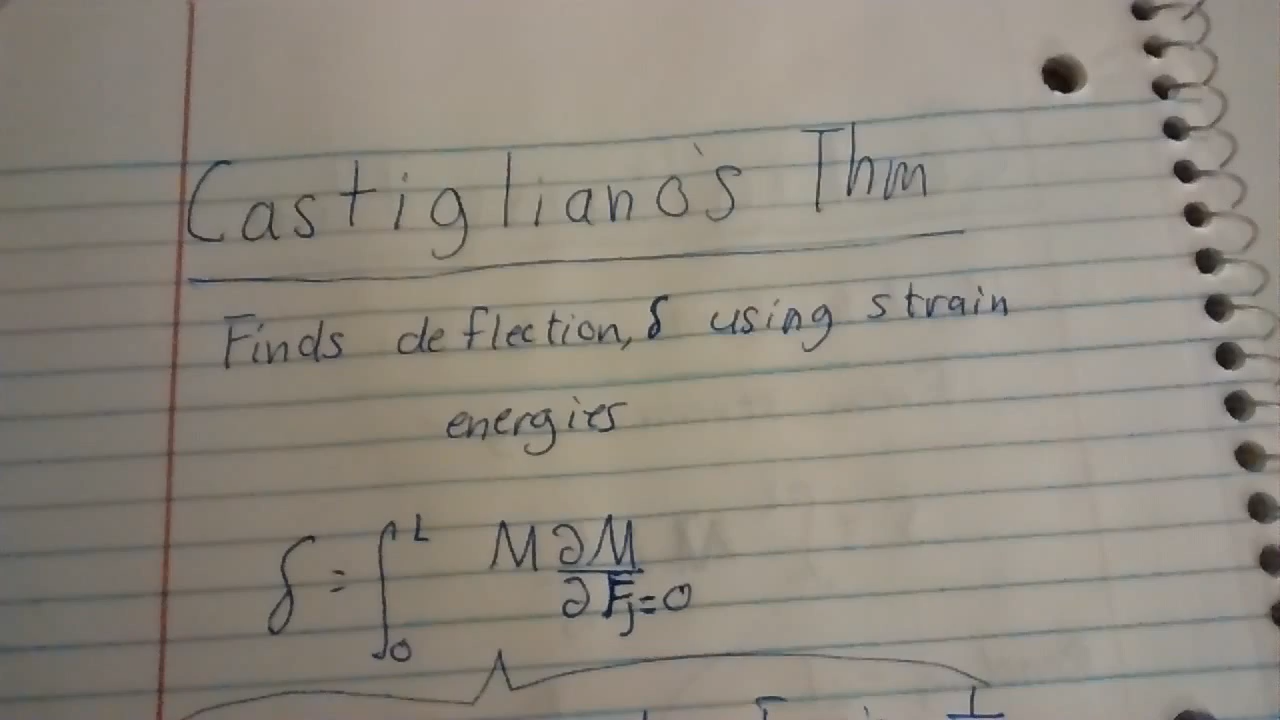 Castigliano's Thm
Finds deflection, δ using strain
energies
δ = ∫₀ᴸ M ∂M/∂Fⱼ=0